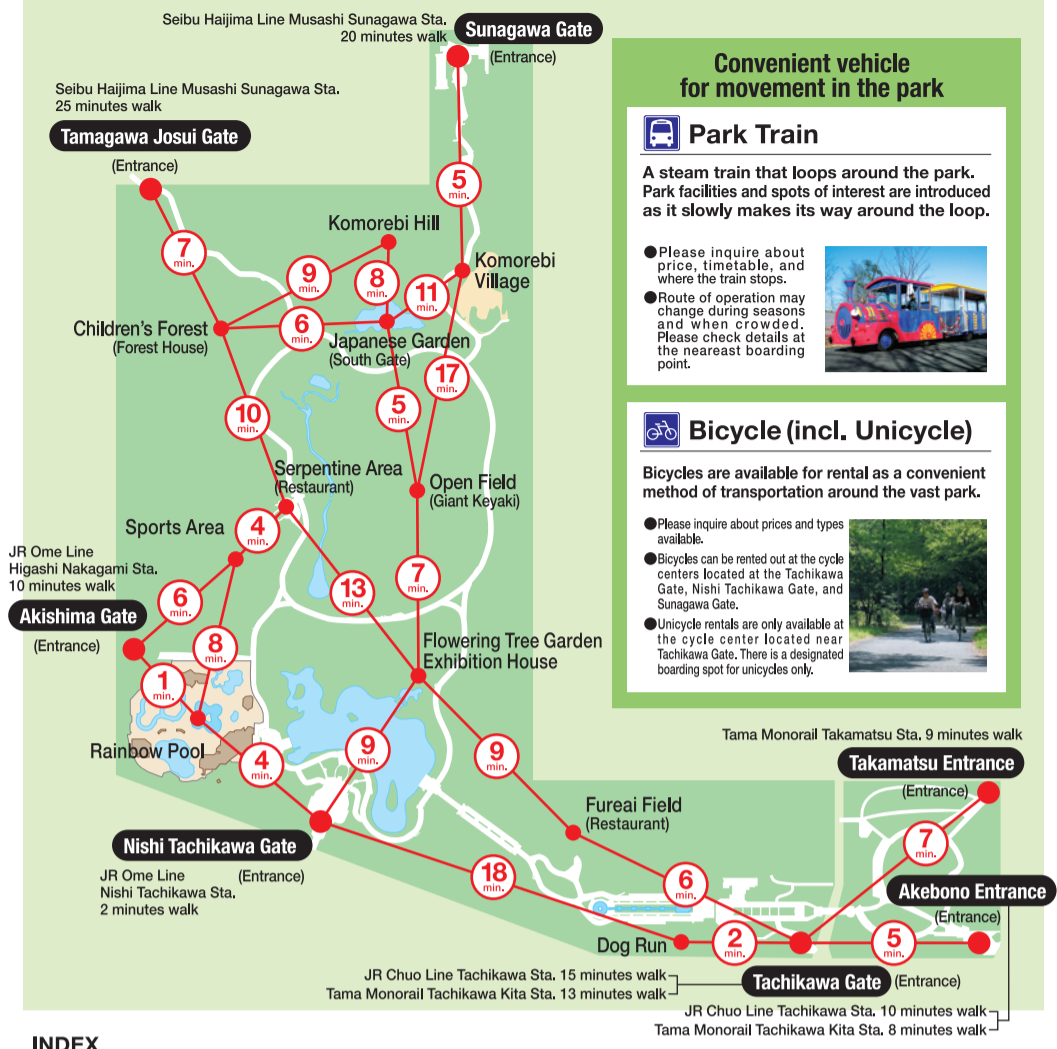 Seibu Haijima Line Musashi Sunagawa Sta.
20 minutes walk
Sunagawa Gate
(Entrance)
Seibu Haijima Line Musashi Sunagawa Sta.
25 minutes walk
Tamagawa Josui Gate
(Entrance)
5
min.
7
min.
Komorebi Hill
9
min.
8
min.
11
min.
Komorebi
Village
Children's Forest
(Forest House)
6
min.
Japanese Garden
(South Gate)
17
min.
10
min.
5
min.
Serpentine Area
(Restaurant)
Open Field
(Giant Keyaki)
Sports Area
4
min.
JR Ome Line
Higashi Nakagami Sta.
10 minutes walk
6
min.
13
min.
7
min.
Akishima Gate
(Entrance)
8
min.
Flowering Tree Garden
Exhibition House
1
min.
Rainbow Pool
4
min.
9
min.
9
min.
Nishi Tachikawa Gate
(Entrance)
JR Ome Line
Nishi Tachikawa Sta.
2 minutes walk
Fureai Field
(Restaurant)
18
min.
6
min.
Dog Run
2
min.
Tama Monorail Takamatsu Sta. 9 minutes walk
Takamatsu Entrance
(Entrance)
7
min.
Akebono Entrance
(Entrance)
5
min.
JR Chuo Line Tachikawa Sta. 15 minutes walk
Tama Monorail Tachikawa Kita Sta. 13 minutes walk
Tachikawa Gate
(Entrance)
JR Chuo Line Tachikawa Sta. 10 minutes walk
Tama Monorail Tachikawa Kita Sta. 8 minutes walk
Convenient vehicle
for movement in the park
Park Train
A steam train that loops around the park.
Park facilities and spots of interest are introduced
as it slowly makes its way around the loop.
●Please inquire about
price, timetable, and
where the train stops.
●Route of operation may
change during seasons
and when crowded.
Please check details at
the neareast boarding
point.
Bicycle (incl. Unicycle)
Bicycles are available for rental as a convenient
method of transportation around the vast park.
●Please inquire about prices and types
available.
●Bicycles can be rented out at the cycle
centers located at the Tachikawa
Gate, Nishi Tachikawa Gate, and
Sunagawa Gate.
●Unicycle rentals are only available at
the cycle center located near
Tachikawa Gate. There is a designated
boarding spot for unicycles only.
INDEX